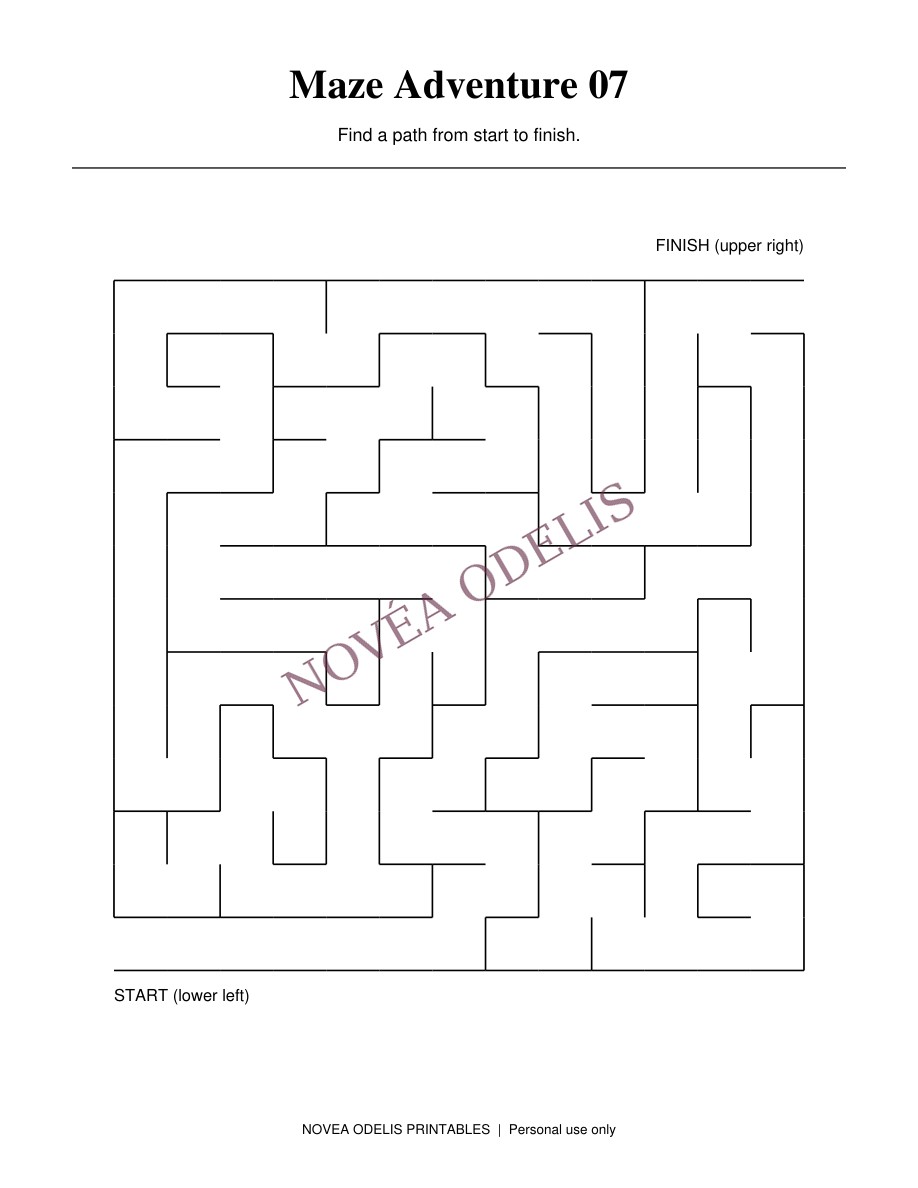 Maze Adventure 07
Find a path from start to finish.
FINISH (upper right)
NOVÉA ODELIS
START (lower left)
NOVEA ODELIS PRINTABLES | Personal use only